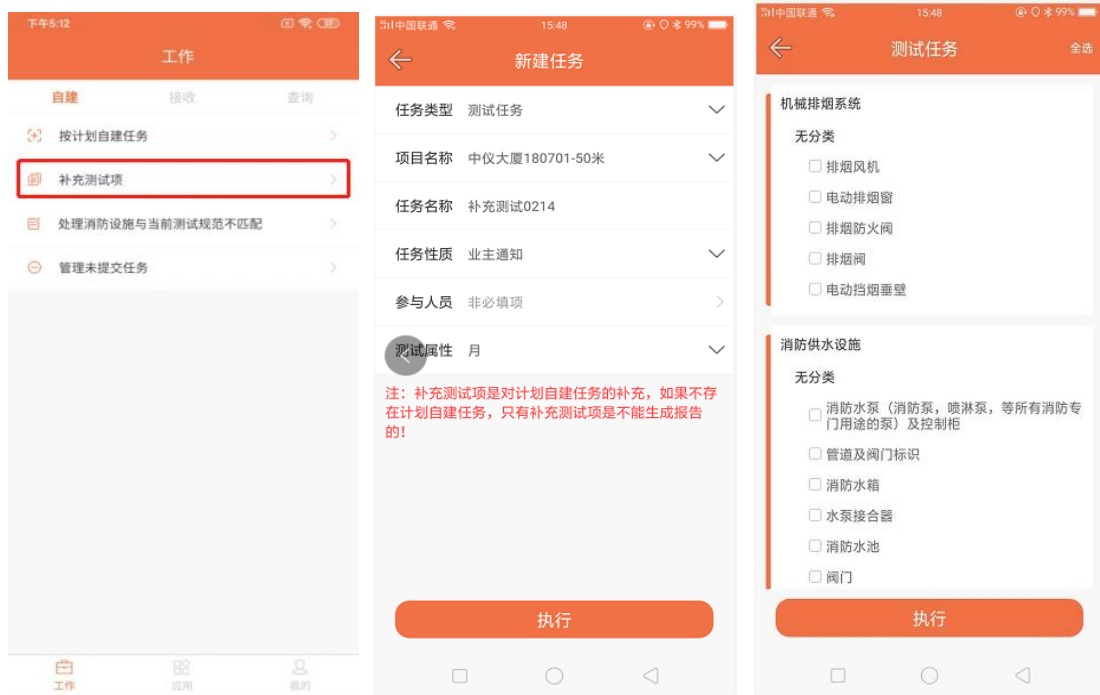 下午5:12
工作
自建
接收
查询
按计划自建任务
补充测试项
处理消防设施与当前测试规范不匹配
管理未提交任务
工作
应用
我的
中国联通
15:48
99%
新建任务
任务类型 测试任务
项目名称 中仪大厦180701-50米
任务名称 补充测试0214
任务性质 业主通知
参与人员 非必填项
测试属性 月
注：补充测试项是对计划自建任务的补充，如果不存
在计划自建任务，只有补充测试项是不能生成报告
的！
执行
中国联通
15:48
99%
测试任务
全选
机械排烟系统
无分类
排烟风机
电动排烟窗
排烟防火阀
排烟阀
电动挡烟垂壁
消防供水设施
无分类
消防水泵（消防泵，喷淋泵，等所有消防专
门用途的泵）及控制柜
管道及阀门标识
消防水箱
水泵接合器
消防水池
阀门
执行